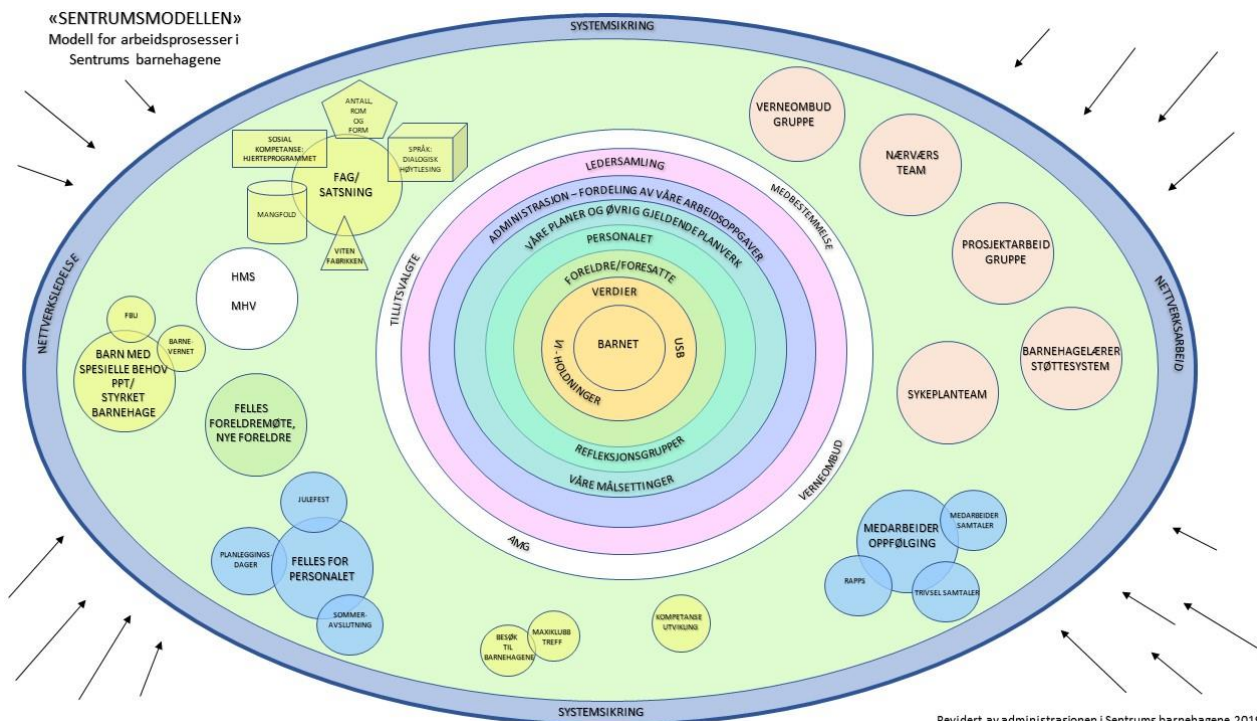 «SENTRUMSMODELLEN»
Modell for arbeidsprosesser i
Sentrums barnehagene
SYSTEMSIKRING
NETTVERKSLEDELSE
NETTVERKSARBEID
SYSTEMSIKRING
ANTALL,
ROM
OG
FORM
SOSIAL
KOMPETANSE:
HJERTEPROGRAMMET
SPRÅK:
DIALOGISK
HØYTLESING
FAG/
SATSNING
MANGFOLD
VITEN
FABRIKKEN
HMS
MHV
FBU
BARNE-
VERNET
BARN MED
SPESIELLE BEHOV
PPT/
STYRKET
BARNEHAGE
FELLES
FORELDREMØTE,
NYE FORELDRE
JULEFEST
PLANLEGGINGS
DAGER
FELLES FOR
PERSONALET
SOMMER-
AVSLUTNING
BESØK
TIL
BARNEHAGENE
MAXIKLUBB
TREFF
KOMPETANSE
UTVIKLING
TILLITSVALGTE
MEDBESTEMMELSE
VERNEOMBUD
AMG
LEDERSAMLING
ADMINISTRASJON – FORDELING AV VÅRE ARBEIDSOPPGAVER
VÅRE PLANER OG ØVRIG GJELDENDE PLANVERK
PERSONALET
FORELDRE/FORESATTE
VERDIER
BARNET
USB
VI - HOLDNINGER
REFLEKSJONSGRUPPER
VÅRE MÅLSETTINGER
VERNEOMBUD
GRUPPE
NÆRVÆRS
TEAM
PROSJEKTARBEID
GRUPPE
BARNEHAGELÆRER
STØTTESYSTEM
SYKEPLANTEAM
MEDARBEIDER
OPPFØLGING
MEDARBEIDER
SAMTALER
RAPPS
TRIVSEL SAMTALER
Revidert av administrasjonen i Sentrums barnehagene